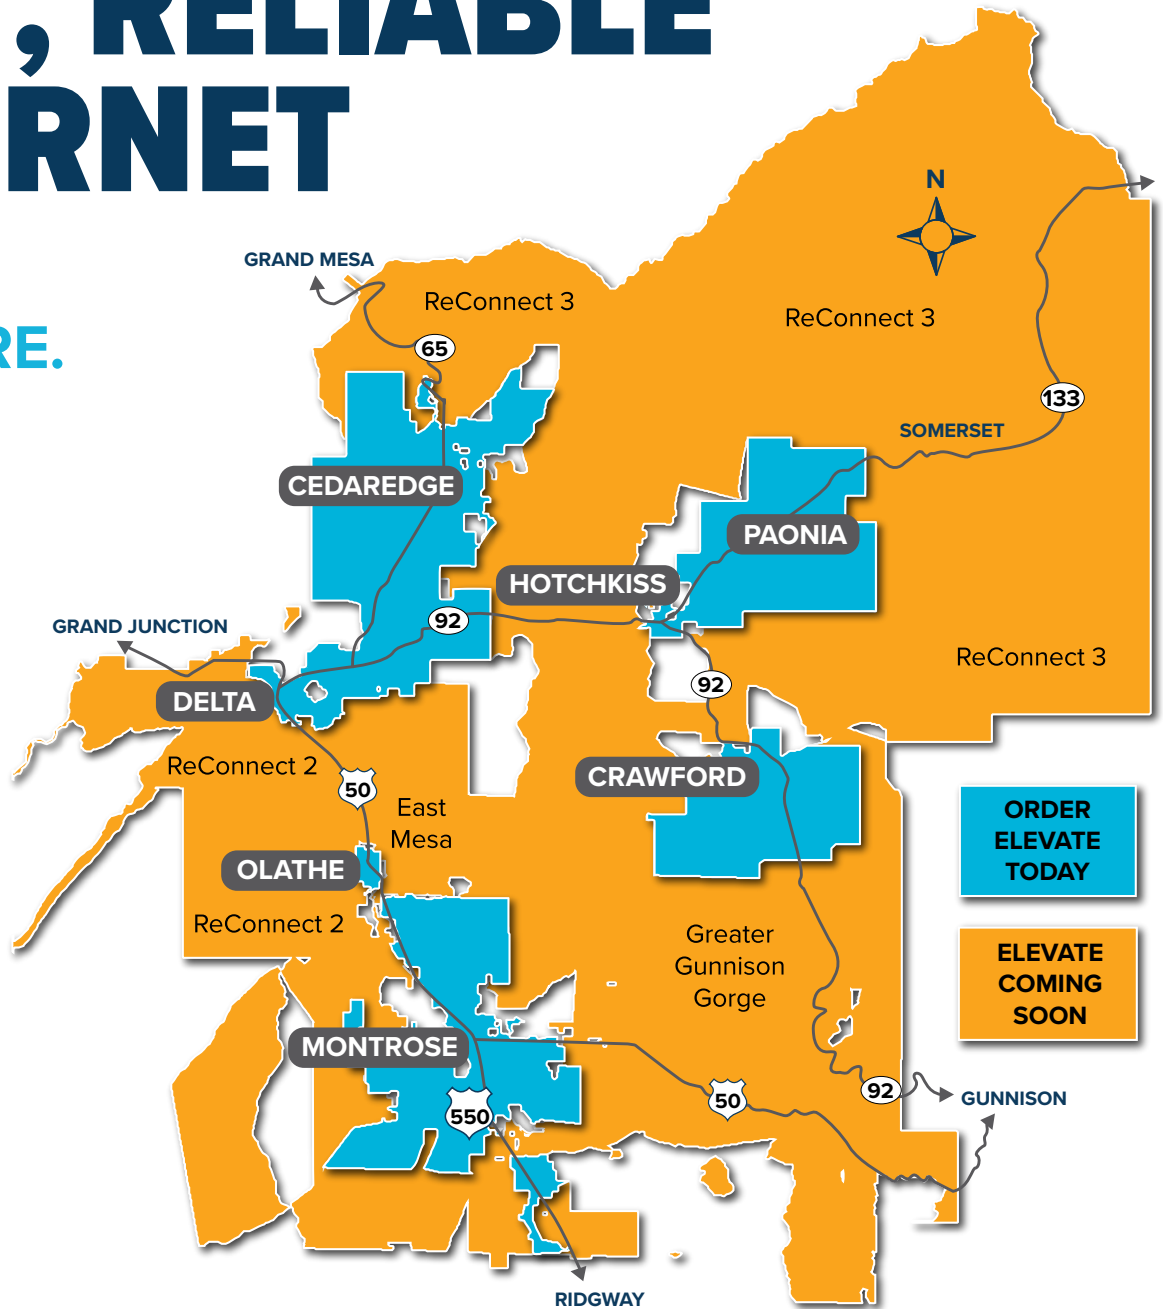 , RELIABLE
RNET
RE.
N
GRAND MESA
ReConnect 3
ReConnect 3
65
133
SOMERSET
CEDAREDGE
PAONIA
HOTCHKISS
92
GRAND JUNCTION
ReConnect 3
92
DELTA
ReConnect 2
CRAWFORD
50
East
Mesa
ORDER
ELEVATE
TODAY
OLATHE
ReConnect 2
Greater
Gunnison
Gorge
ELEVATE
COMING
SOON
MONTROSE
92
50
GUNNISON
550
RIDGWAY